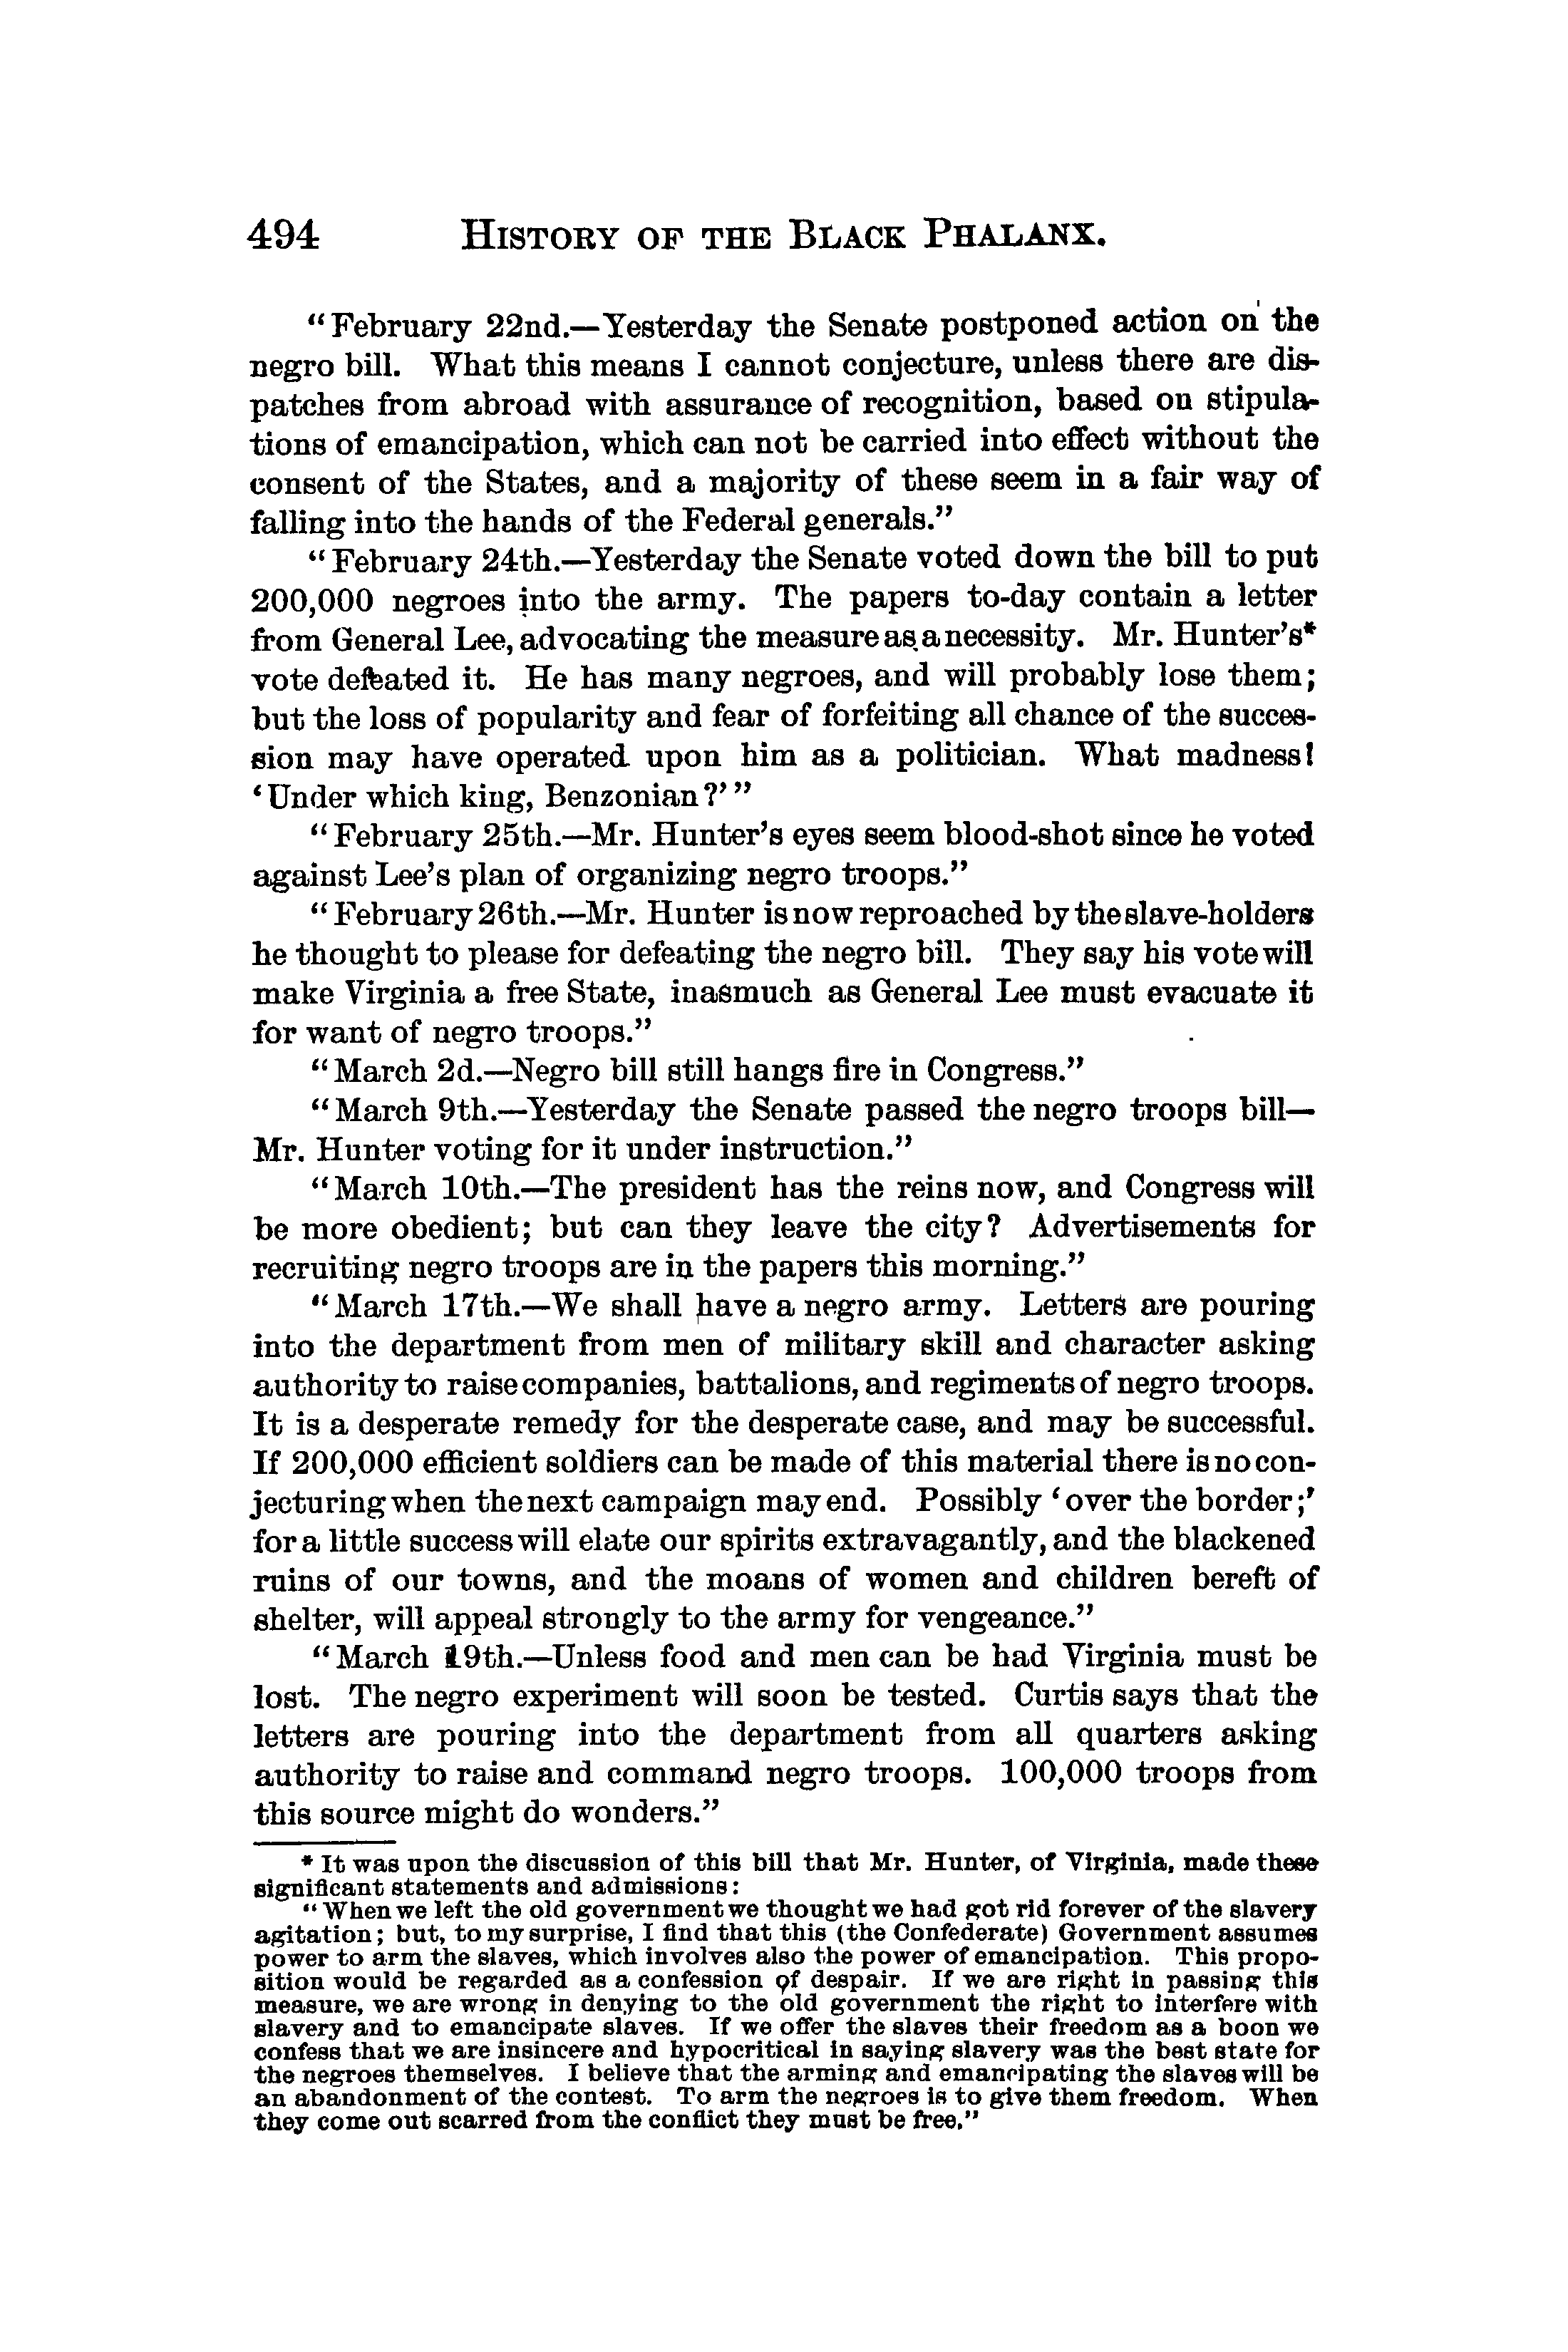 494 HISTORY OF THE BLACK PHALANX.
“February 22nd.—Yesterday the Senate postponed action on the
negro bill. What this means I cannot conjecture, unless there are dis-
patches from abroad with assurance of recognition, based on stipula-
tions of emancipation, which can not be carried into effect without the
consent of the States, and a majority of these seem in a fair way of
falling into the hands of the Federal generals.”
“February 24th.—Yesterday the Senate voted down the bill to put
200,000 negroes into the army. The papers to-day contain a letter
from General Lee, advocating the measure as a necessity. Mr. Hunter’s*
vote defeated it. He has many negroes, and will probably lose them;
but the loss of popularity and fear of forfeiting all chance of the succes-
sion may have operated upon him as a politician. What madness!
‘Under which king, Benzonian?’”
“February 25th.—Mr. Hunter’s eyes seem blood-shot since he voted
against Lee’s plan of organizing negro troops.”
“February 26th.—Mr. Hunter is now reproached by the slave-holders
he thought to please for defeating the negro bill. They say his vote will
make Virginia a free State, inasmuch as General Lee must evacuate it
for want of negro troops.”
“March 2d.—Negro bill still hangs fire in Congress.”
“March 9th.—Yesterday the Senate passed the negro troops bill—
Mr. Hunter voting for it under instruction.”
“March 10th.—The president has the reins now, and Congress will
be more obedient; but can they leave the city? Advertisements for
recruiting negro troops are in the papers this morning.”
“March 17th.—We shall have a negro army. Letters are pouring
into the department from men of military skill and character asking
authority to raise companies, battalions, and regiments of negro troops.
It is a desperate remedy for the desperate case, and may be successful.
If 200,000 efficient soldiers can be made of this material there is no con-
jecturing when the next campaign may end. Possibly ‘over the border;’
for a little success will elate our spirits extravagantly, and the blackened
ruins of our towns, and the moans of women and children bereft of
shelter, will appeal strongly to the army for vengeance.”
“March 19th.—Unless food and men can be had Virginia must be
lost. The negro experiment will soon be tested. Curtis says that the
letters are pouring into the department from all quarters asking
authority to raise and command negro troops. 100,000 troops from
this source might do wonders.”
* It was upon the discussion of this bill that Mr. Hunter, of Virginia, made these
significant statements and admissions:
“When we left the old government we thought we had got rid forever of the slavery
agitation; but, to my surprise, I find that this (the Confederate) Government assumes
power to arm the slaves, which involves also the power of emancipation. This propo-
sition would be regarded as a confession of despair. If we are right in passing this
measure, we are wrong in denying to the old government the right to interfere with
slavery and to emancipate slaves. If we offer the slaves their freedom as a boon we
confess that we are insincere and hypocritical in saying slavery was the best state for
the negroes themselves. I believe that the arming and emancipating the slaves will be
an abandonment of the contest. To arm the negroes is to give them freedom. When
they come out scarred from the conflict they must be free.”